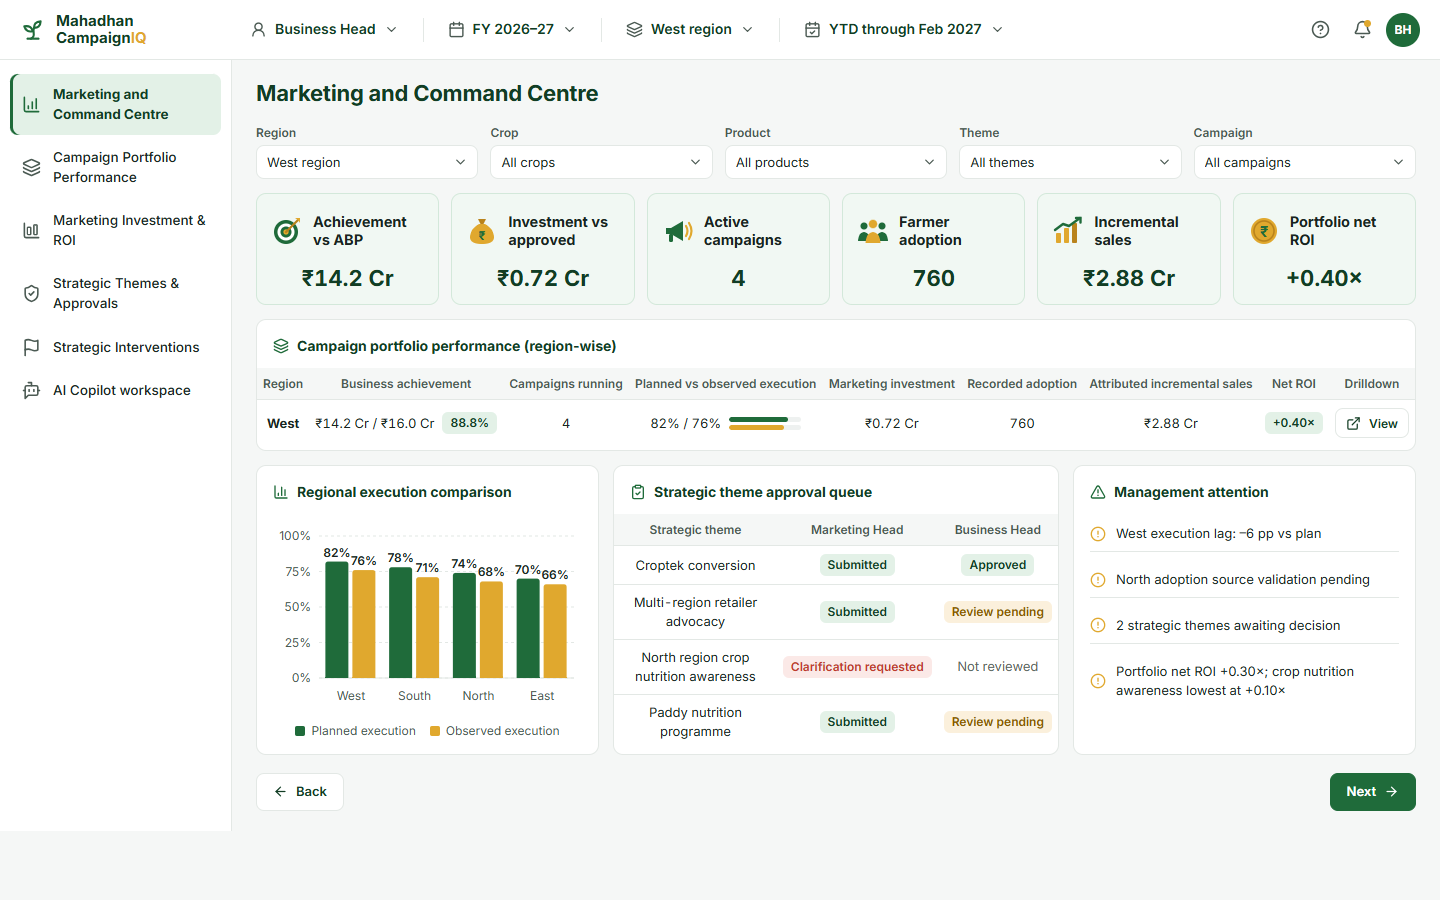 Mahadhan
CampaignIQ
Business Head
FY 2026–27
West region
YTD through Feb 2027
BH
Marketing and
Command Centre
Campaign Portfolio
Performance
Marketing Investment &
ROI
Strategic Themes &
Approvals
Strategic Interventions
AI Copilot workspace
Marketing and Command Centre
Region
Crop
Product
Theme
Campaign
West region
All crops
All products
All themes
All campaigns
Achievement
vs ABP
₹14.2 Cr
Investment vs
approved
₹0.72 Cr
Active
campaigns
4
Farmer
adoption
760
Incremental
sales
₹2.88 Cr
Portfolio net
ROI
+0.40×
Campaign portfolio performance (region-wise)
Region Business achievement Campaigns running Planned vs observed execution Marketing investment Recorded adoption Attributed incremental sales Net ROI Drilldown
West ₹14.2 Cr / ₹16.0 Cr 88.8% 4 82% / 76% ₹0.72 Cr 760 ₹2.88 Cr +0.40× View
Regional execution comparison
100%
75%
50%
25%
0%
82% 76% 78% 71% 74% 68% 70% 66%
West South North East
Planned execution Observed execution
Strategic theme approval queue
Strategic theme Marketing Head Business Head
Croptek conversion Submitted Approved
Multi-region retailer
advocacy
Submitted Review pending
North region crop
nutrition awareness
Clarification requested Not reviewed
Paddy nutrition
programme
Submitted Review pending
Management attention
West execution lag: −6 pp vs plan
North adoption source validation pending
2 strategic themes awaiting decision
Portfolio net ROI +0.30×; crop nutrition
awareness lowest at +0.10×
Back
Next